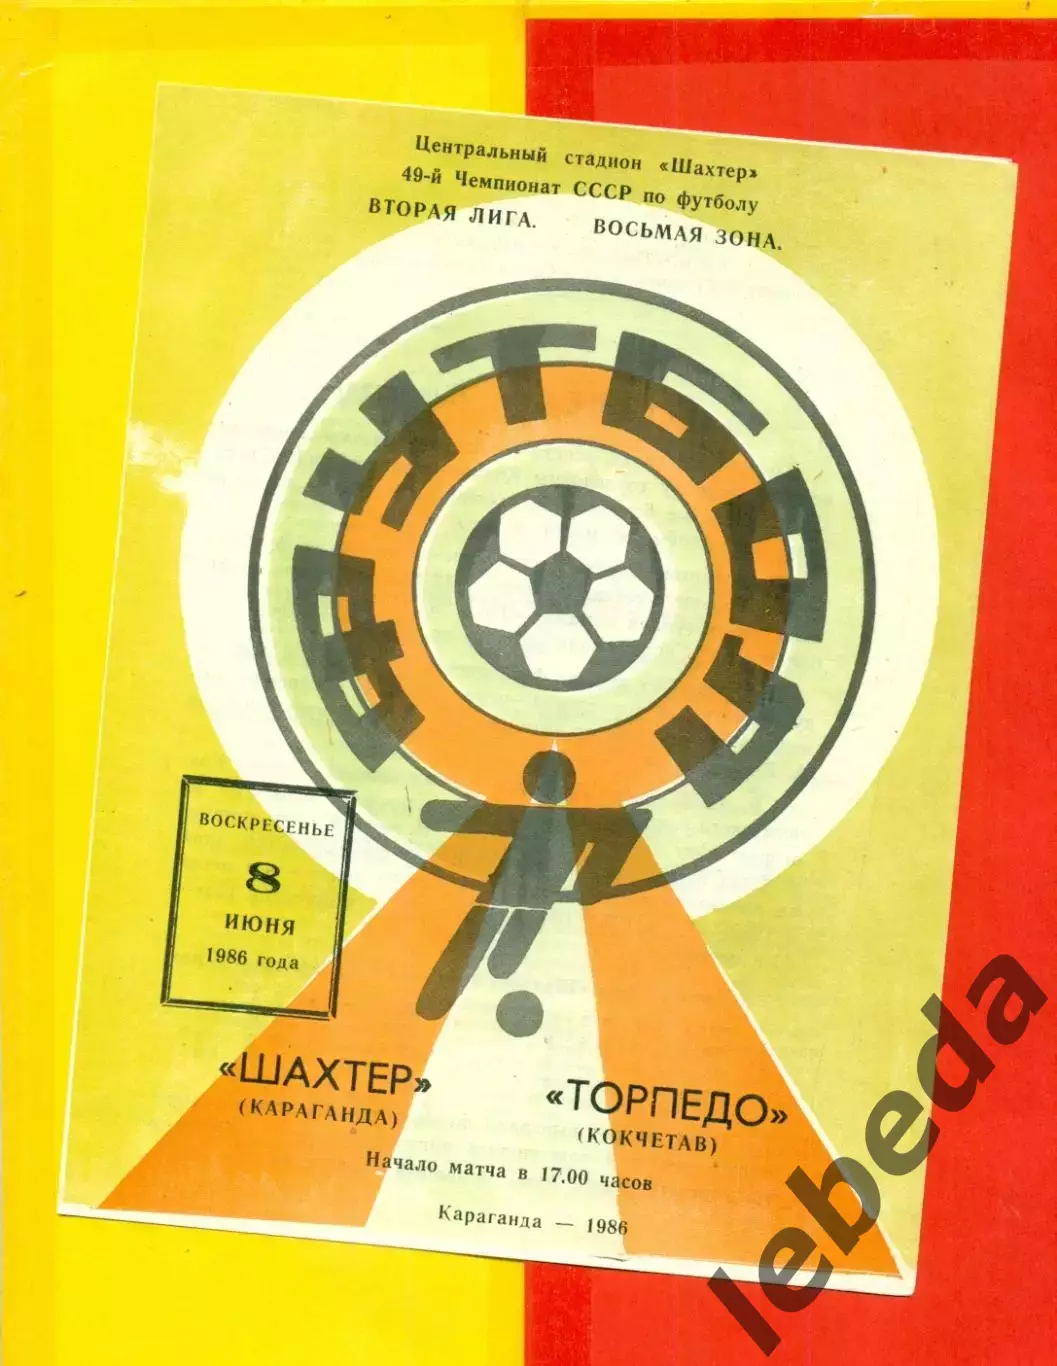 Центральный стадион «Шахтер»
49-й Чемпионат СССР по футболу
ВТОРАЯ ЛИГА. ВОСЬМАЯ ЗОНА.
ФУТБОЛ
ВОСКРЕСЕНЬЕ
8
ИЮНЯ
1986 года
«ШАХТЕР»
(КАРАГАНДА)
«ТОРПЕДО»
(КОКЧЕТАВ)
Начало матча в 17.00 часов
Караганда — 1986
lebeda